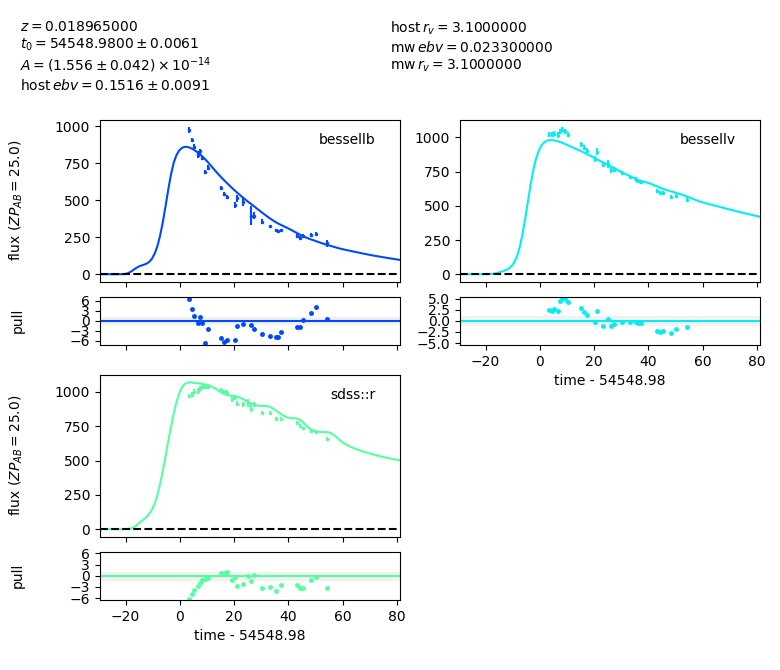 z = 0.018965000
t₀ = 54548.9800 ± 0.0061
A = (1.556 ± 0.042) × 10⁻¹⁴
host ebv = 0.1516 ± 0.0091
host r_v = 3.1000000
mw ebv = 0.023300000
mw r_v = 3.1000000
bessellb
flux (ZP_AB = 25.0)
1000
750
500
250
0
pull
6
3
0
−3
−6
bessellv
1000
750
500
250
0
5.0
2.5
0.0
−2.5
−5.0
−20 0 20 40 60 80
time - 54548.98
sdss::r
flux (ZP_AB = 25.0)
1000
750
500
250
0
pull
6
3
0
−3
−6
−20 0 20 40 60 80
time - 54548.98